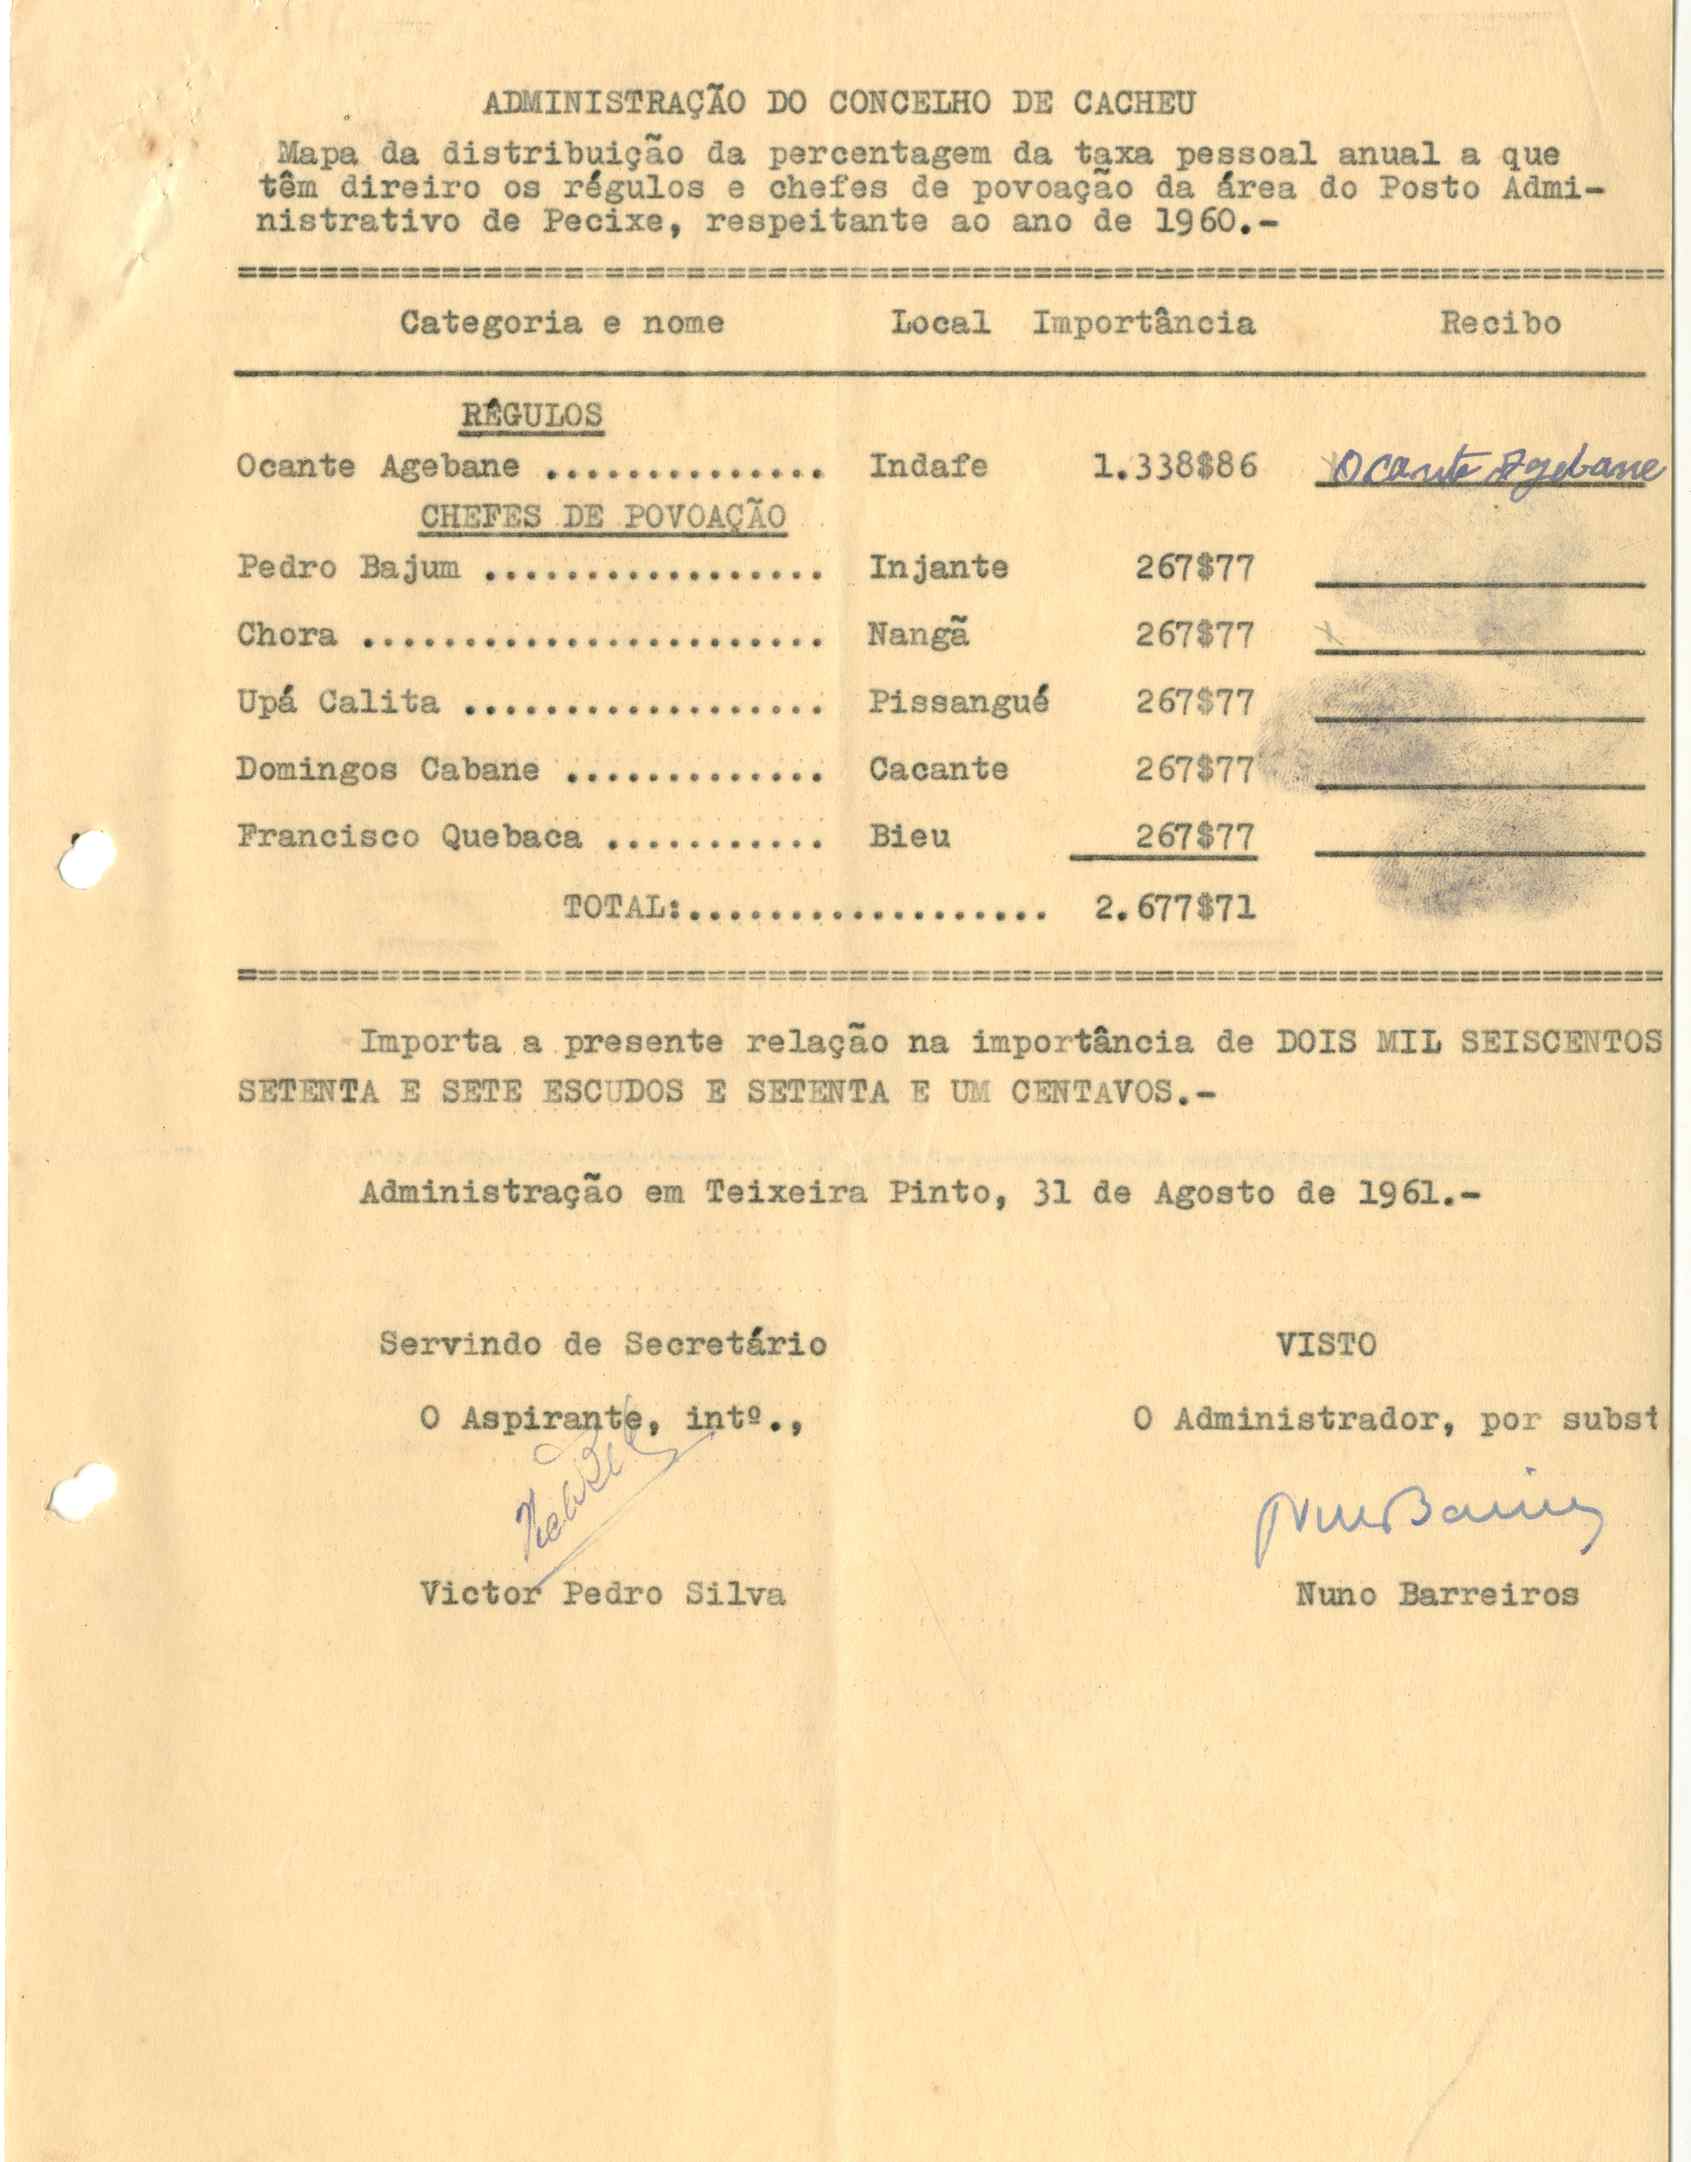 ADMINISTRAÇÃO DO CONCELHO DE CACHEU
Mapa da distribuição da percentagem da taxa pessoal anual a que
têm direiro os régulos e chefes de povoação da área do Posto Admi-
nistrativo de Pecixe, respeitante ao ano de 1960.-
Categoria e nome Local Importância Recibo
RÉGULOS
Ocante Agebane .............. Indafe 1.338$86 Ocante Agebane
CHEFES DE POVOAÇÃO
Pedro Bajum ................. Injante 267$77
Chora ....................... Nangã 267$77
Upá Calita .................. Pissangué 267$77
Domingos Cabane ............. Cacante 267$77
Francisco Quebaca ........... Bieu 267$77
TOTAL:.................. 2.677$71
Importa a presente relação na importância de DOIS MIL SEISCENTOS
SETENTA E SETE ESCUDOS E SETENTA E UM CENTAVOS.-
Administração em Teixeira Pinto, 31 de Agosto de 1961.-
Servindo de Secretário VISTO
O Aspirante, intº., O Administrador, por subst
Victor Pedro Silva Nuno Barreiros